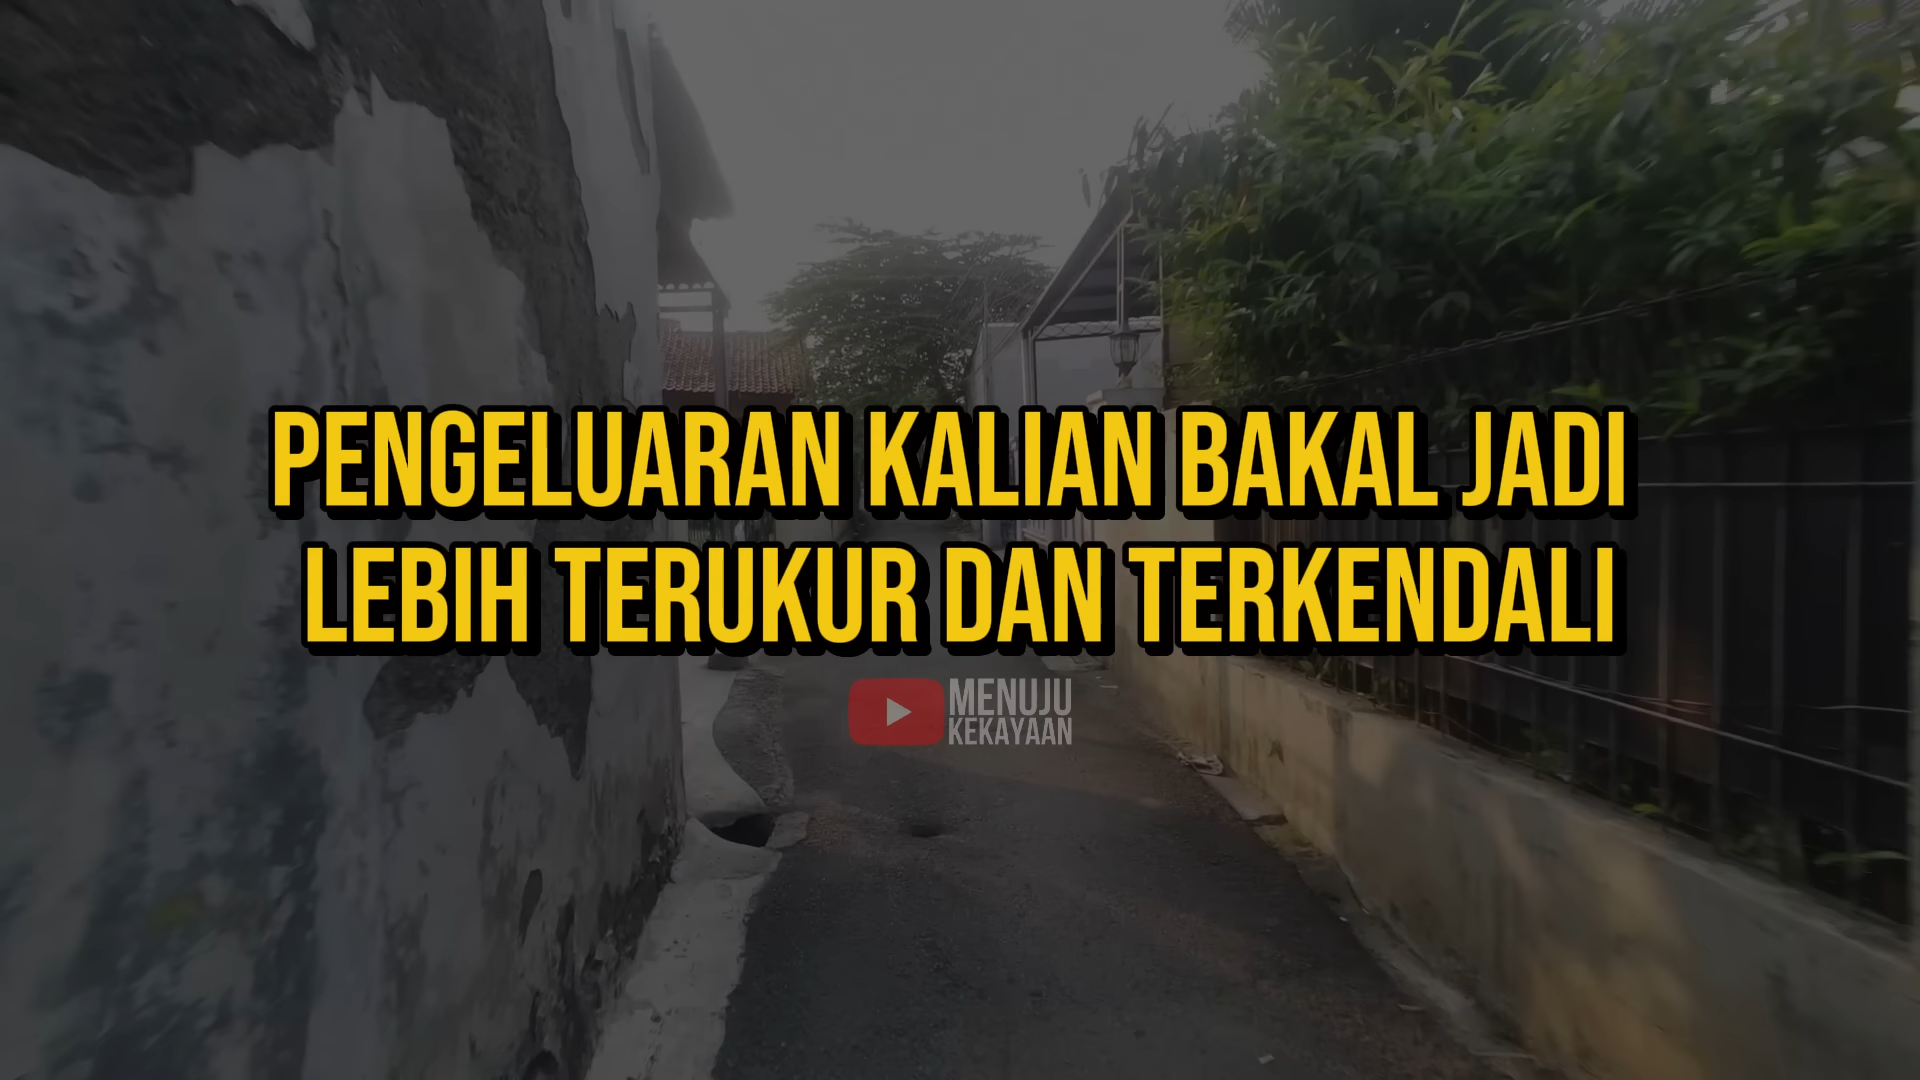 PENGELUARAN KALIAN BAKAL JADI
LEBIH TERUKUR DAN TERKENDALI
MENUJU
KEKAYAAN